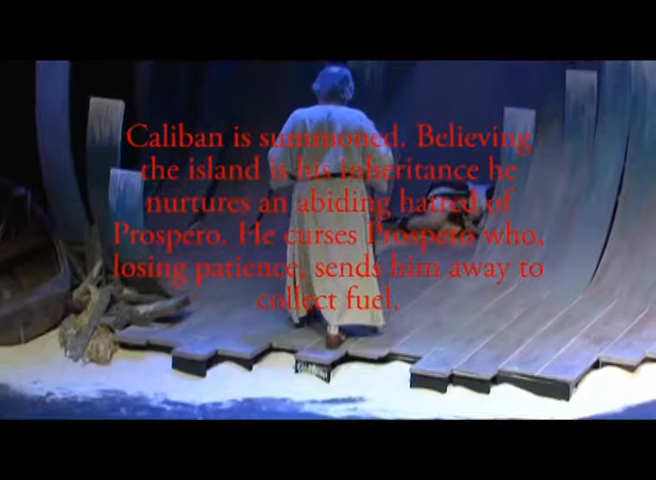 Caliban is summoned. Believing
the island is his inheritance he
nurtures an abiding hatred of
Prospero. He curses Prospero who,
losing patience, sends him away to
collect fuel.